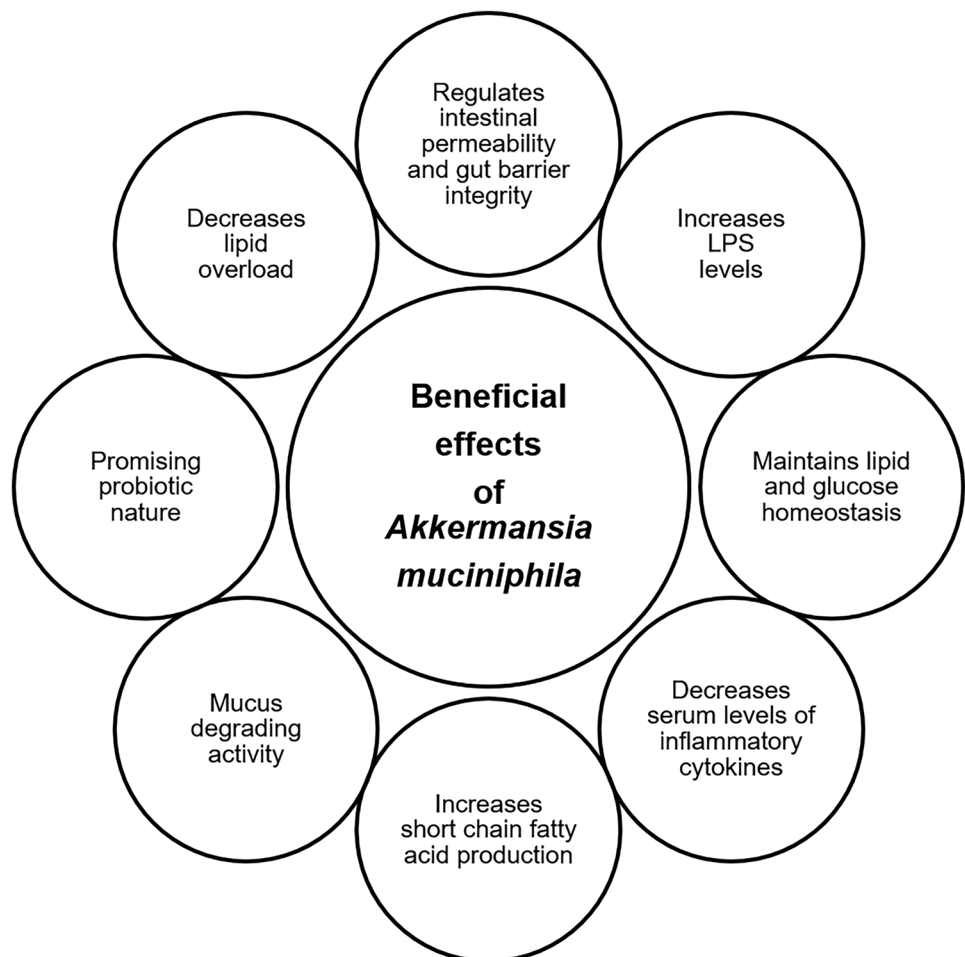 Regulates
intestinal
permeability
and gut barrier
integrity
Decreases
lipid
overload
Increases
LPS
levels
Beneficial
effects
of
Akkermansia
muciniphila
Promising
probiotic
nature
Maintains lipid
and glucose
homeostasis
Mucus
degrading
activity
Decreases
serum levels of
inflammatory
cytokines
Increases
short chain fatty
acid production